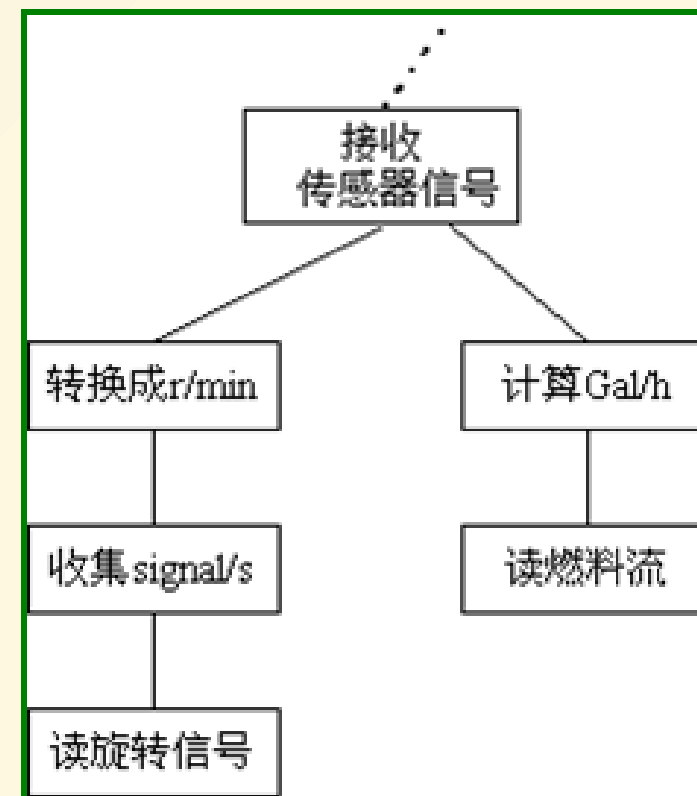 接收
传感器信号
转换成r/min
计算Gal/h
收集signal/s
读燃料流
读旋转信号